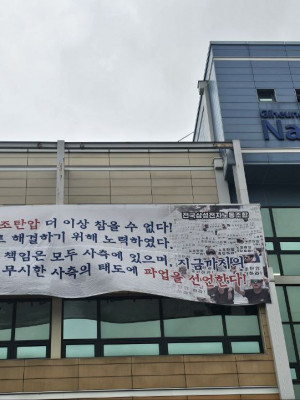 Giheung
Na
전국삼성전자노동조합
조탄압 더 이상 참을 수 없다!
해결하기 위해 노력하였다.
책임은 모두 사측에 있으며, 지금까지의
무시한 사측의 태도에 파업을 선언한다!